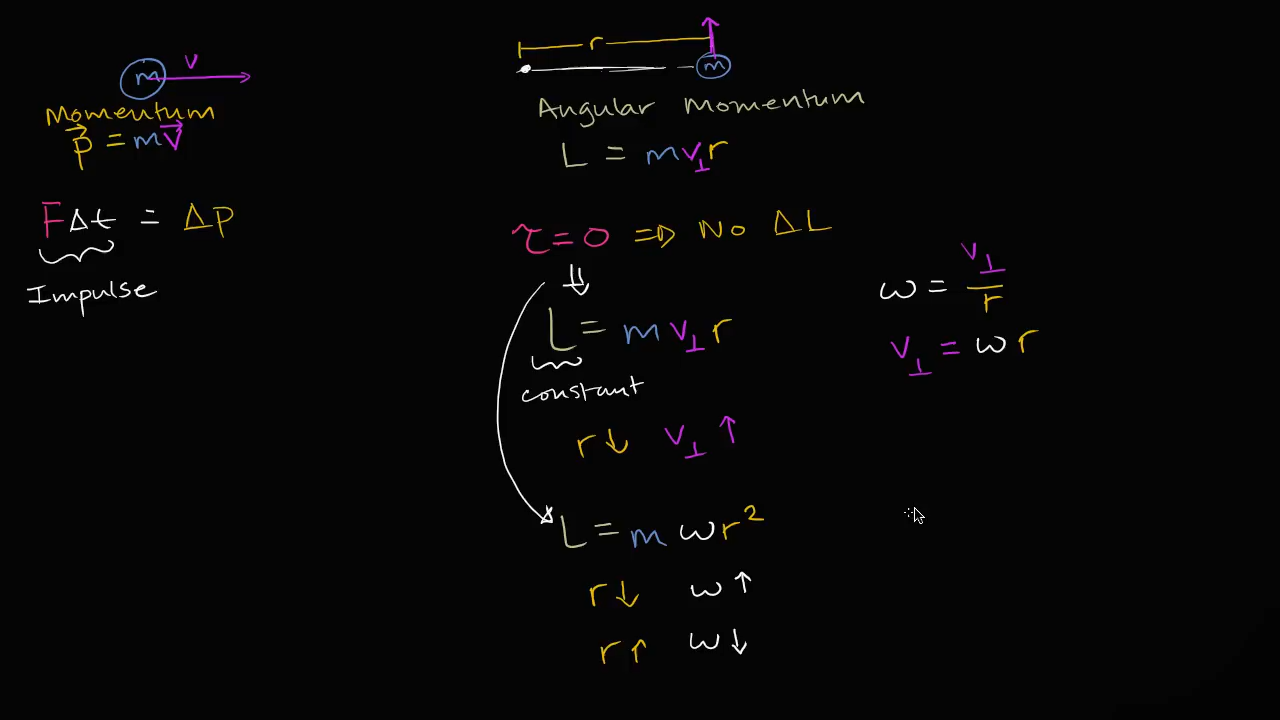 m v
Momentum
p⃗ = mv⃗
FΔt = Δp
Impulse
r
m
Angular Momentum
L = mv⊥r
τ = 0 ⇒ No ΔL
⇓
L = mv⊥r
constant
r↓ v⊥↑
L = mωr²
r↓ ω↑
r↑ ω↓
ω = v⊥/r
v⊥ = ωr